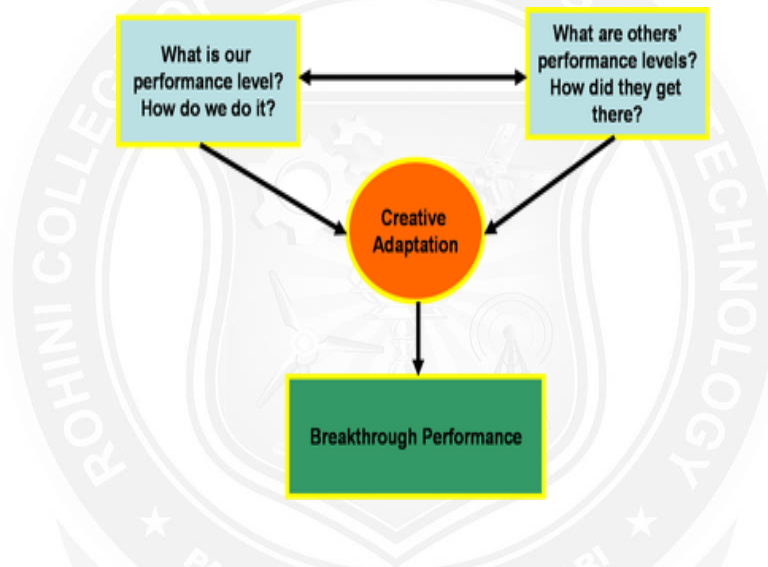 What is our
performance level?
How do we do it?
What are others'
performance levels?
How did they get
there?
Creative
Adaptation
Breakthrough Performance
ROHINI COLLEGE OF
TECHNOLOGY